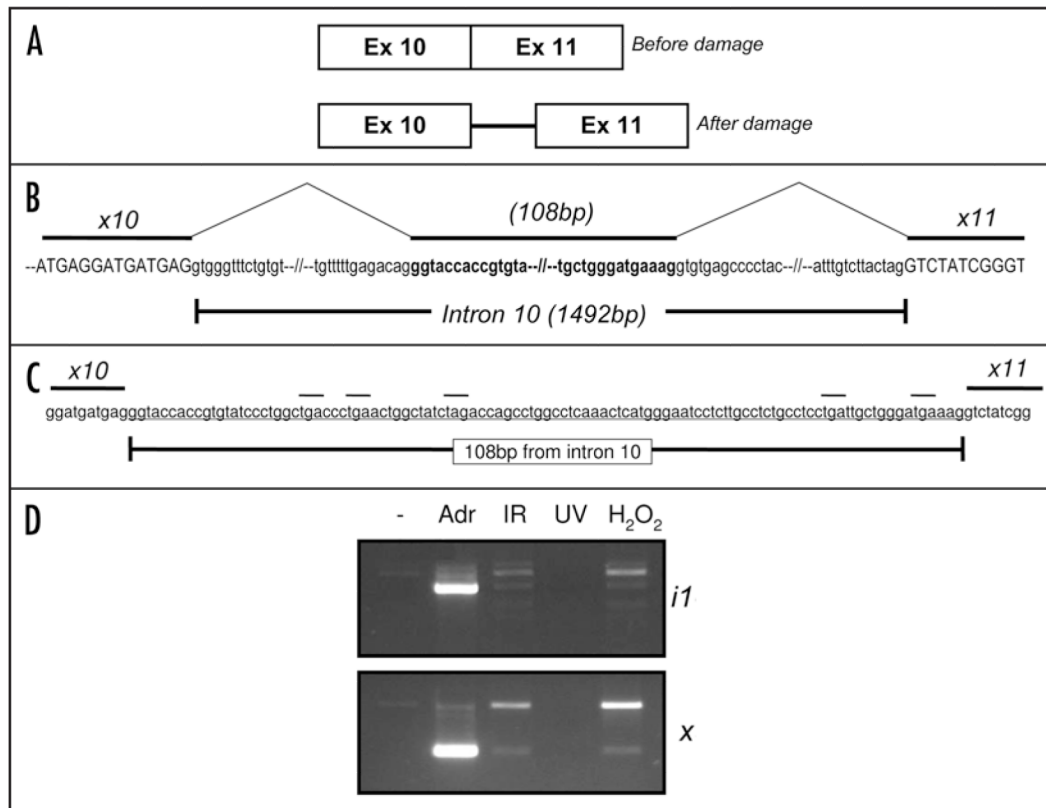 A
Ex 10 Ex 11 Before damage
Ex 10 Ex 11 After damage
B
x10 (108bp) x11
--ATGAGGATGATGAGgtgggtttctgtgt--//--tgtttttgagacagggtaccaccgtgta--//--tgctgggatgaaaggtgtgagcccctac--//--atttgtcttactagGTCTATCGGGT
Intron 10 (1492bp)
C
x10 x11
ggatgatgagggtaccaccgtgtatccctggctgaccctgaactggctatctagaccagcctggcctcaaactcatgggaatcctcttgcctctgcctcctgattgctgggatgaaaggtctatcgg
108bp from intron 10
D
- Adr IR UV H₂O₂
i1
x